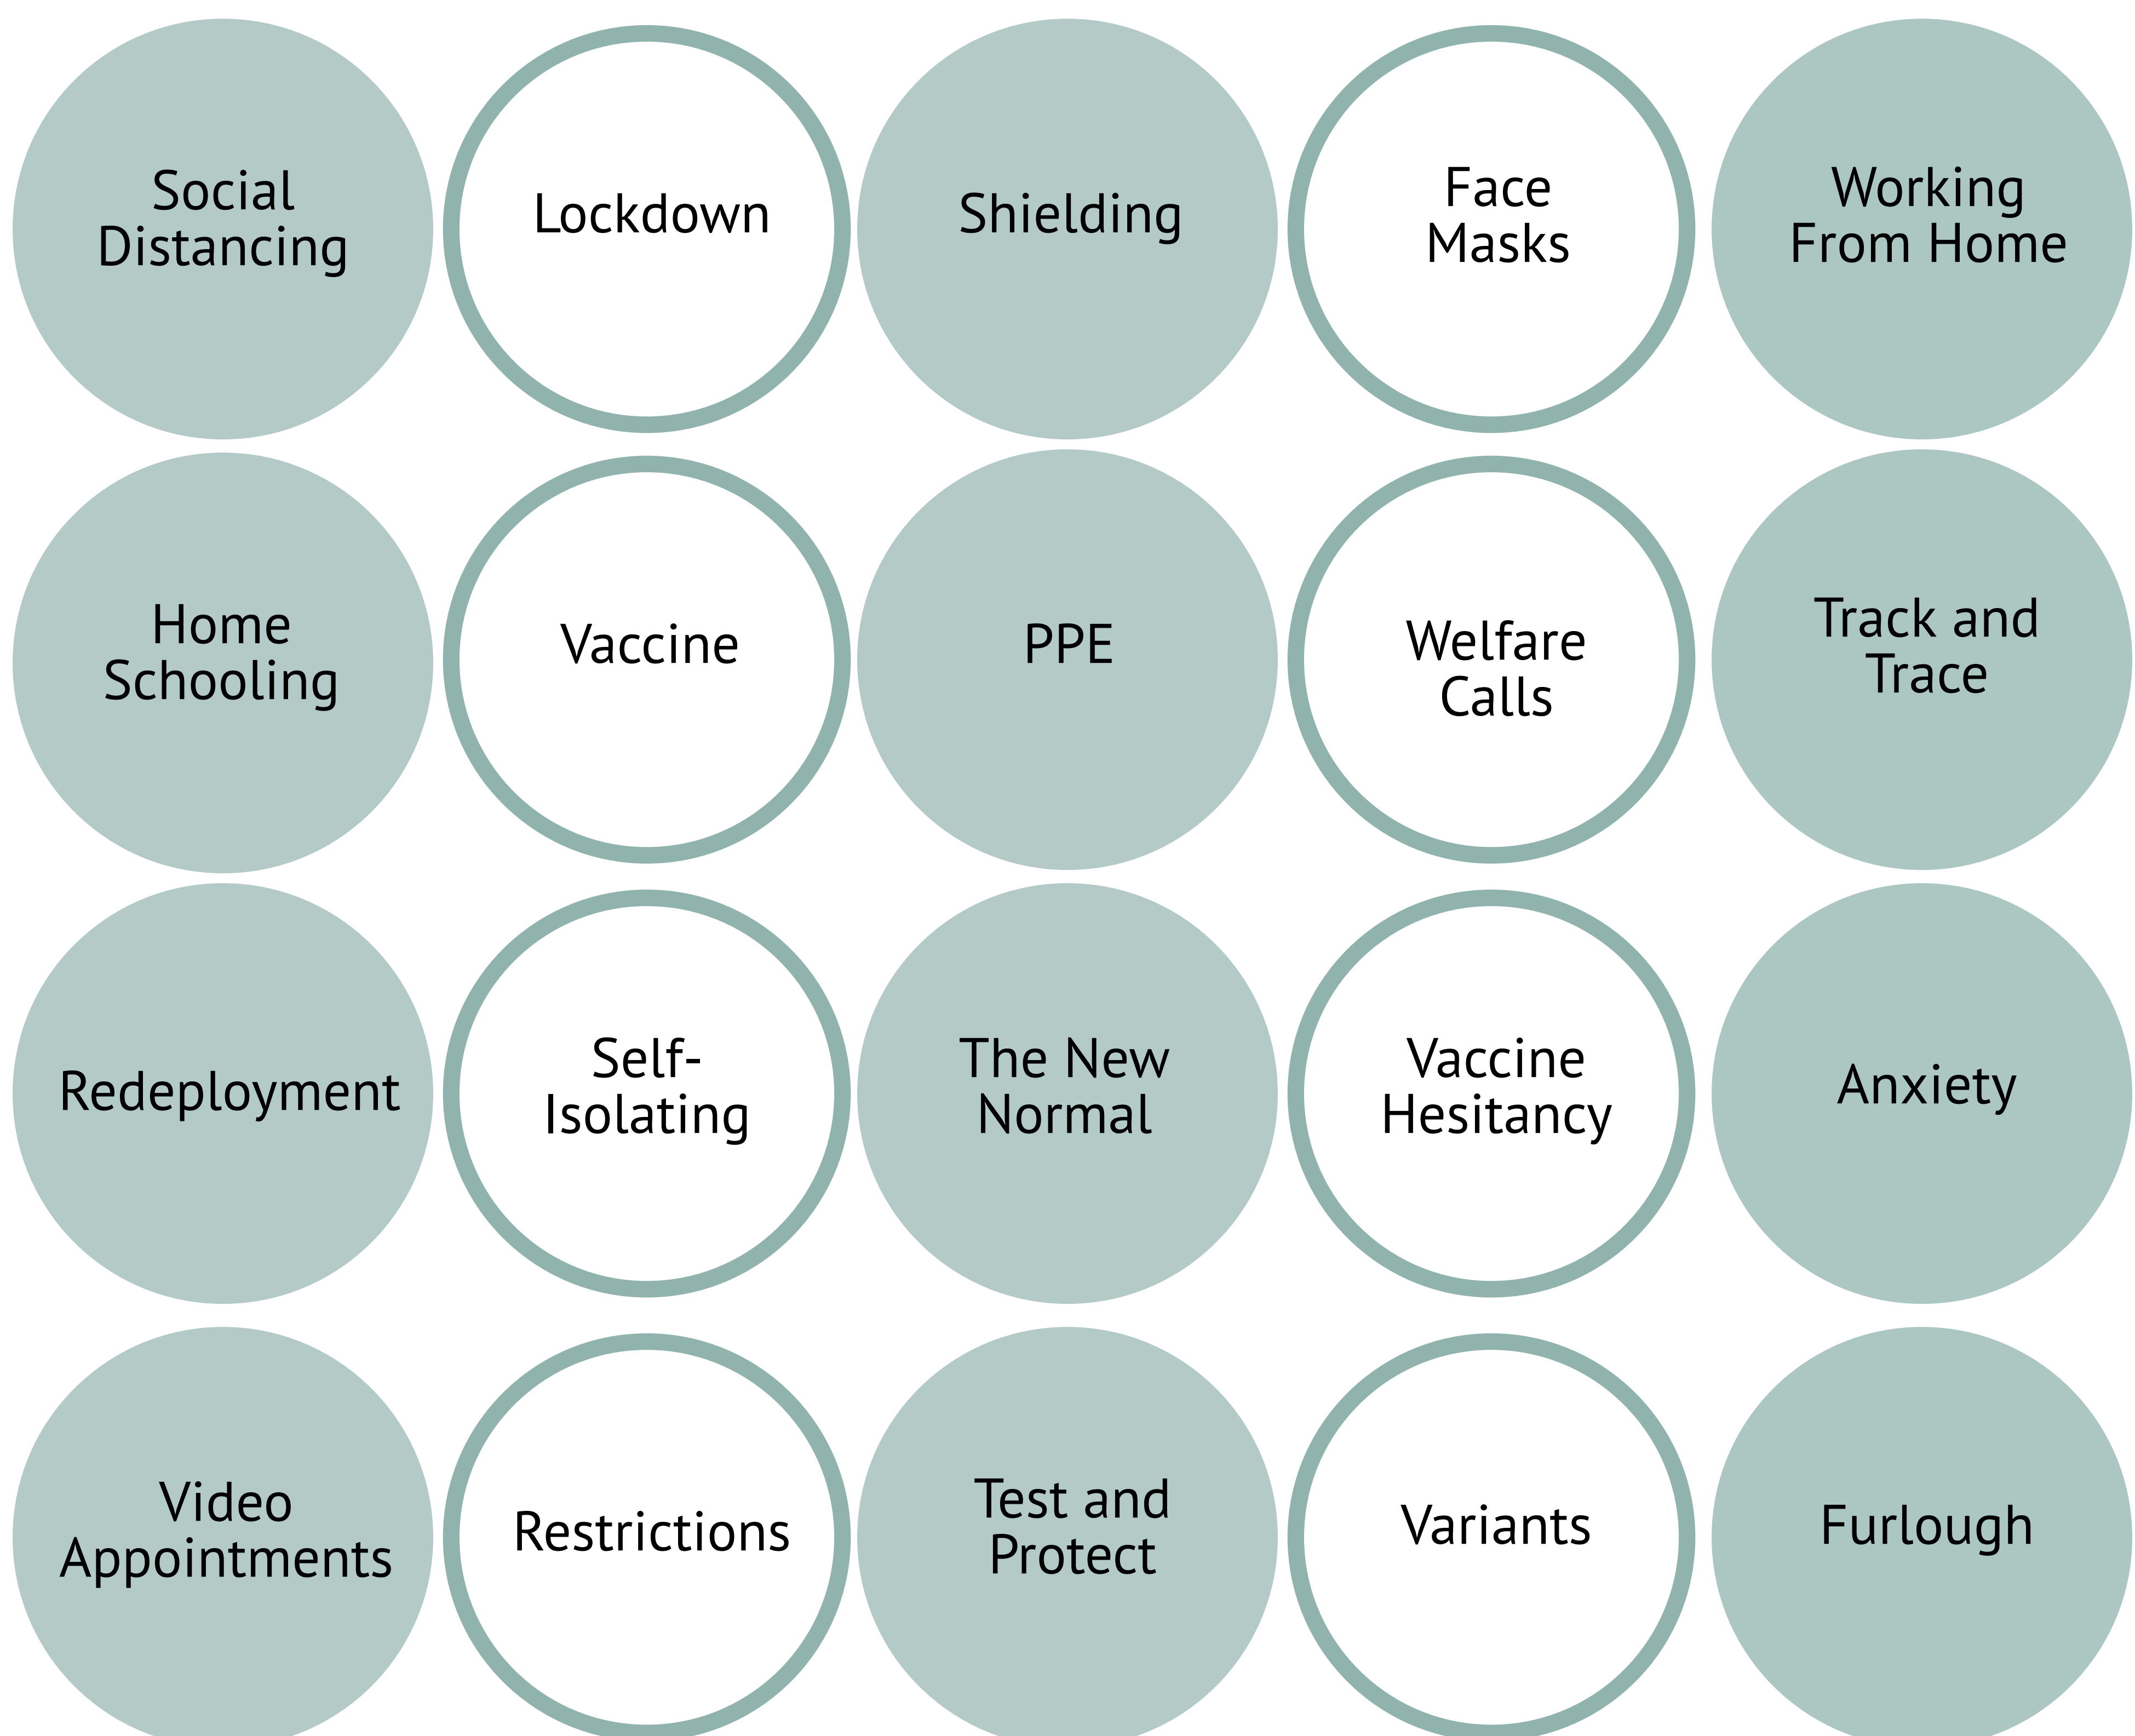 Social
Distancing
Lockdown
Shielding
Face
Masks
Working
From Home
Home
Schooling
Vaccine
PPE
Welfare
Calls
Track and
Trace
Redeployment
Self-
Isolating
The New
Normal
Vaccine
Hesitancy
Anxiety
Video
Appointments
Restrictions
Test and
Protect
Variants
Furlough